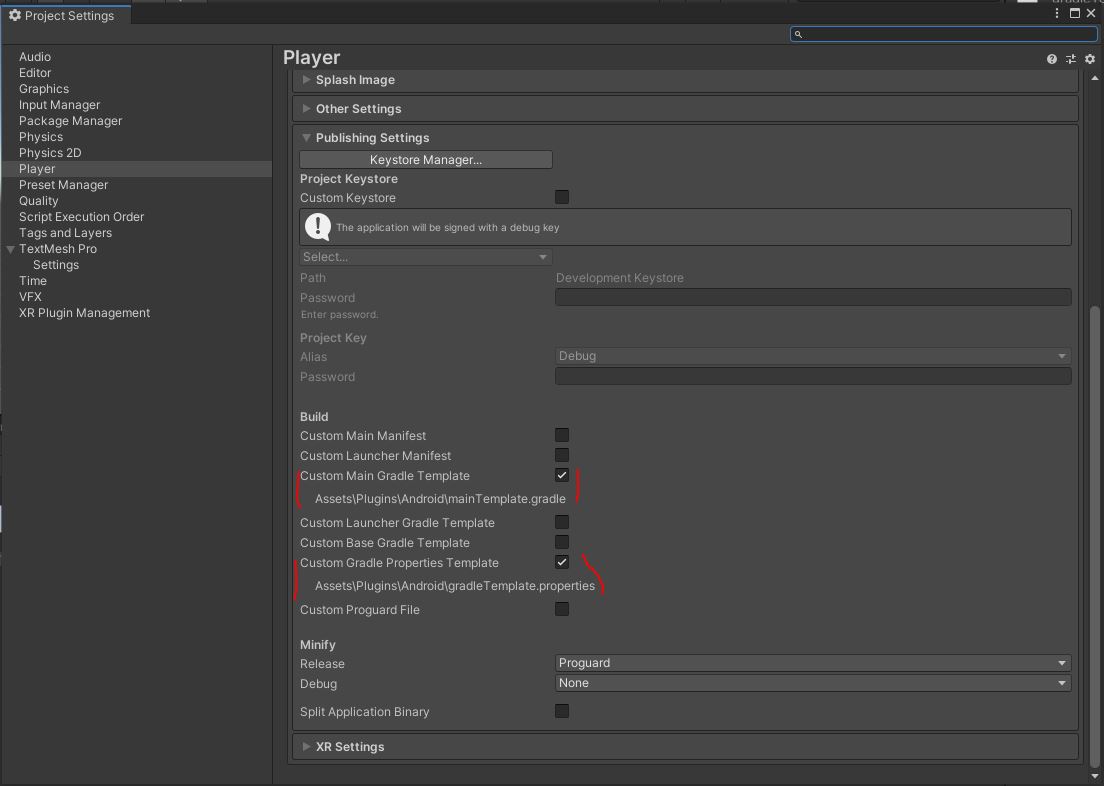 Project Settings
Audio
Editor
Graphics
Input Manager
Package Manager
Physics
Physics 2D
Player
Preset Manager
Quality
Script Execution Order
Tags and Layers
TextMesh Pro
Settings
Time
VFX
XR Plugin Management
Player
Splash Image
Other Settings
Publishing Settings
Keystore Manager...
Project Keystore
Custom Keystore
The application will be signed with a debug key
Select...
Path Development Keystore
Password
Enter password.
Project Key
Alias Debug
Password
Build
Custom Main Manifest
Custom Launcher Manifest
Custom Main Gradle Template
Assets\Plugins\Android\mainTemplate.gradle
Custom Launcher Gradle Template
Custom Base Gradle Template
Custom Gradle Properties Template
Assets\Plugins\Android\gradleTemplate.properties
Custom Proguard File
Minify
Release Proguard
Debug None
Split Application Binary
XR Settings